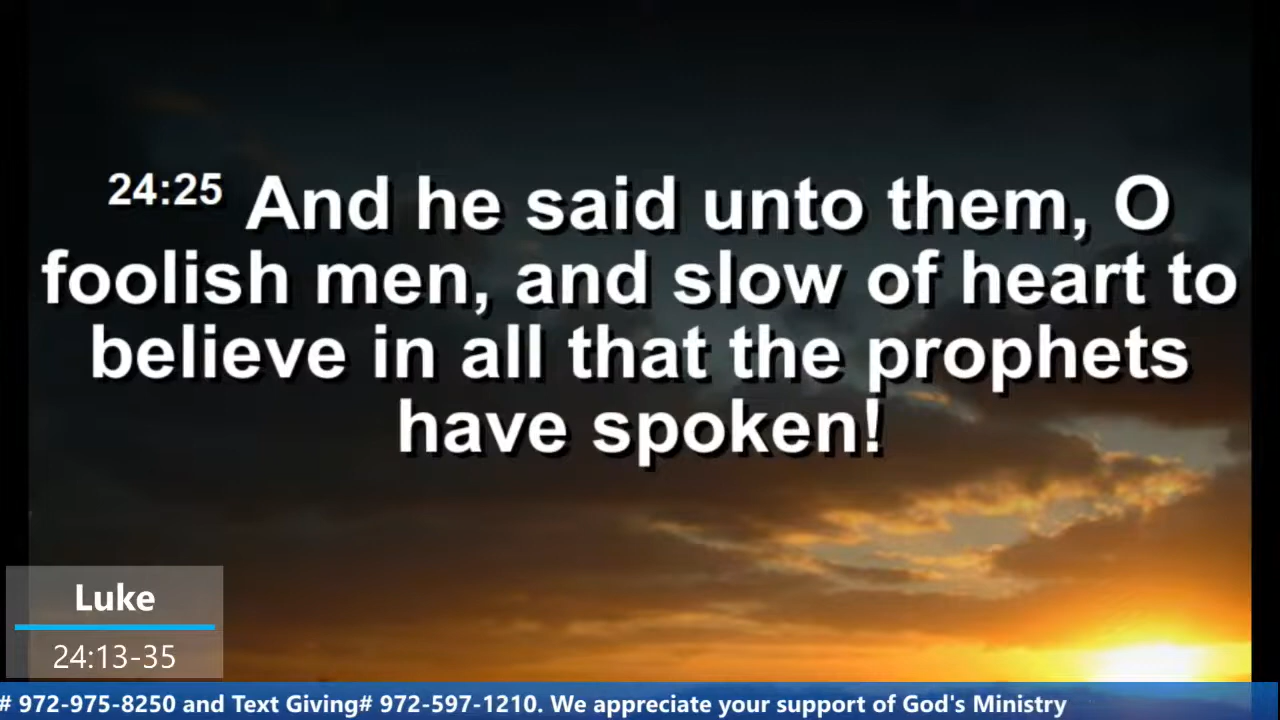 24:25 And he said unto them, O
foolish men, and slow of heart to
believe in all that the prophets
have spoken!
Luke
24:13-35
# 972-975-8250 and Text Giving# 972-597-1210. We appreciate your support of God's Ministry